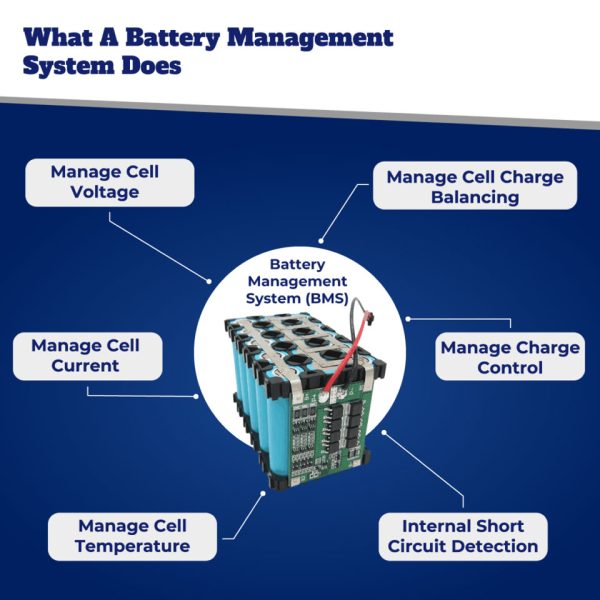 What A Battery Management
System Does
Manage Cell
Voltage
Manage Cell Charge
Balancing
Battery
Management
System (BMS)
Manage Cell
Current
Manage Charge
Control
Manage Cell
Temperature
Internal Short
Circuit Detection